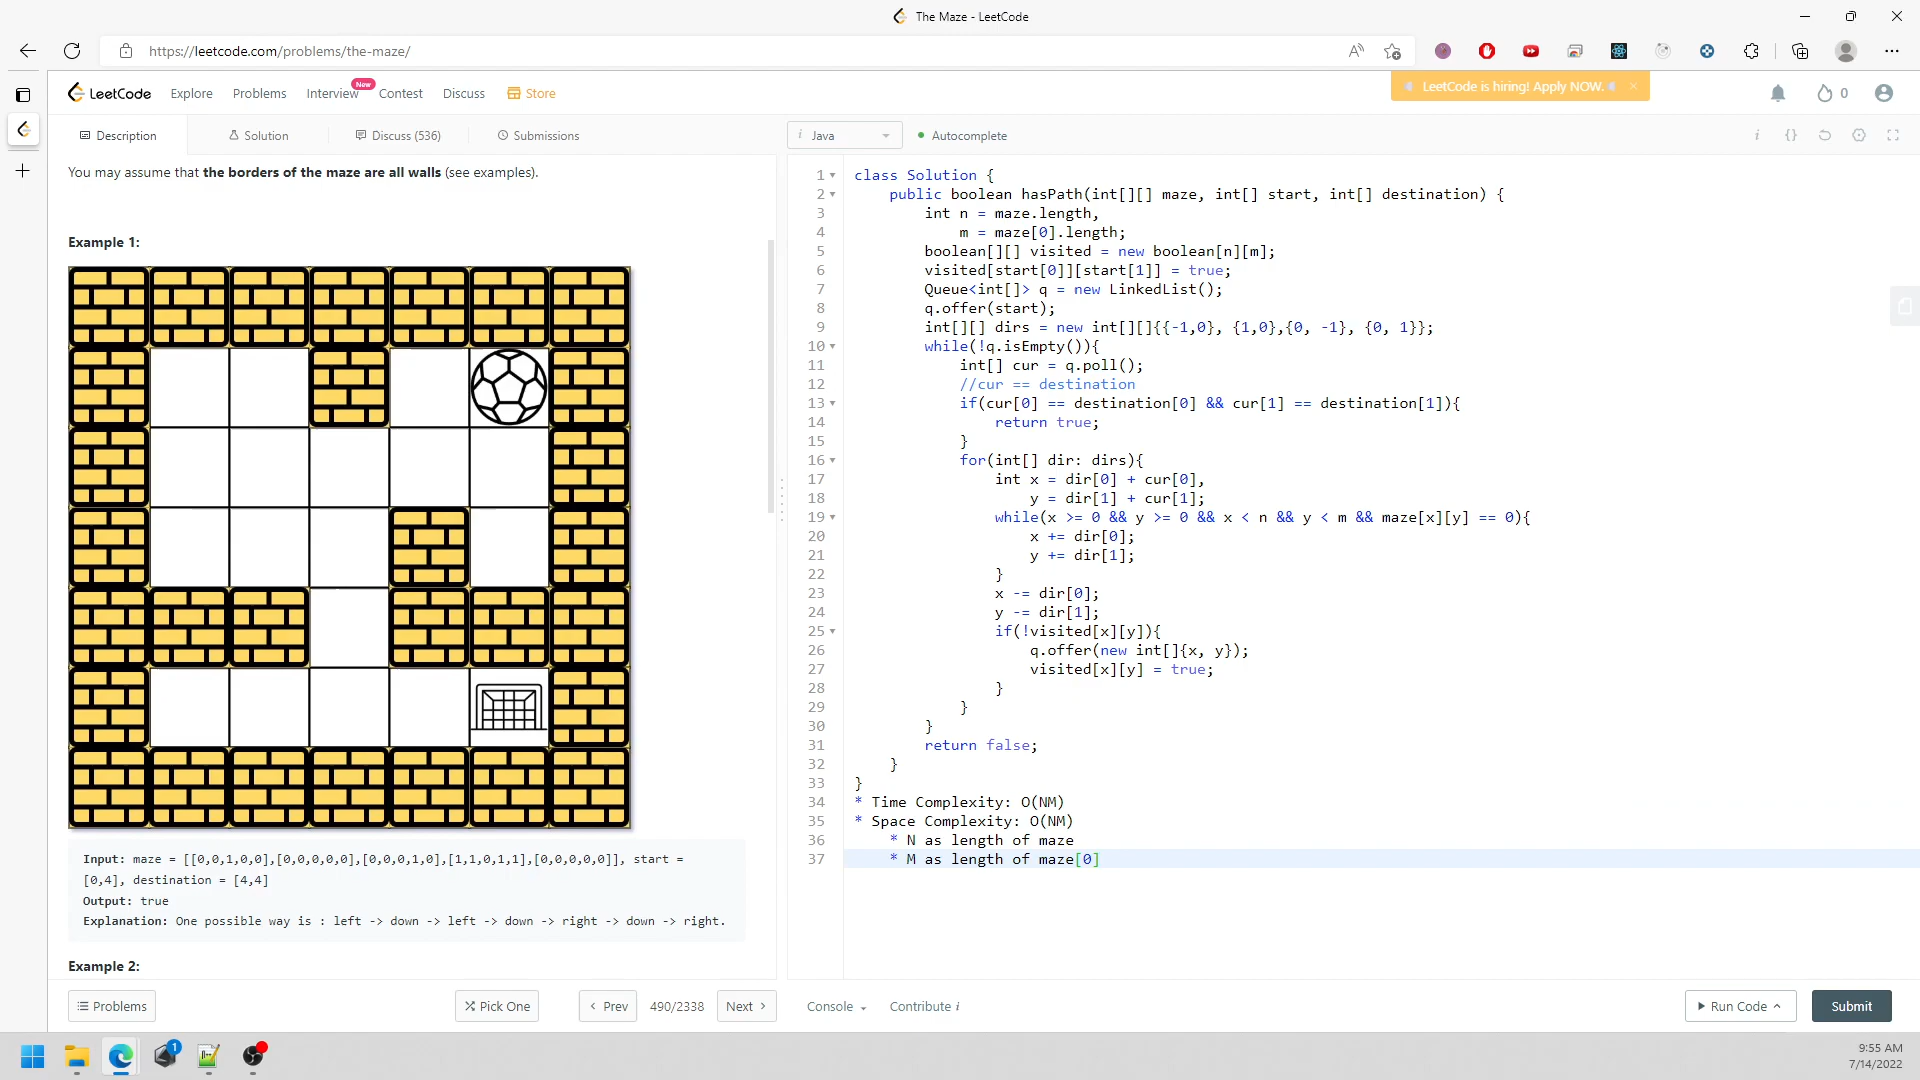 The Maze - LeetCode
https://leetcode.com/problems/the-maze/
LeetCode
Explore
Problems
Interview
New
Contest
Discuss
Store
LeetCode is hiring! Apply NOW.
0
Description
Solution
Discuss (536)
Submissions
i Java
Autocomplete
You may assume that the borders of the maze are all walls (see examples).
Example 1:
Input: maze = [[0,0,1,0,0],[0,0,0,0,0],[0,0,0,1,0],[1,1,0,1,1],[0,0,0,0,0]], start =
[0,4], destination = [4,4]
Output: true
Explanation: One possible way is : left -> down -> left -> down -> right -> down -> right.
Example 2:
1 class Solution {
2 public boolean hasPath(int[][] maze, int[] start, int[] destination) {
3 int n = maze.length,
4 m = maze[0].length;
5 boolean[][] visited = new boolean[n][m];
6 visited[start[0]][start[1]] = true;
7 Queue<int[]> q = new LinkedList();
8 q.offer(start);
9 int[][] dirs = new int[][]{{-1,0}, {1,0},{0, -1}, {0, 1}};
10 while(!q.isEmpty()){
11 int[] cur = q.poll();
12 //cur == destination
13 if(cur[0] == destination[0] && cur[1] == destination[1]){
14 return true;
15 }
16 for(int[] dir: dirs){
17 int x = dir[0] + cur[0],
18 y = dir[1] + cur[1];
19 while(x >= 0 && y >= 0 && x < n && y < m && maze[x][y] == 0){
20 x += dir[0];
21 y += dir[1];
22 }
23 x -= dir[0];
24 y -= dir[1];
25 if(!visited[x][y]){
26 q.offer(new int[]{x, y});
27 visited[x][y] = true;
28 }
29 }
30 }
31 return false;
32 }
33 }
34 * Time Complexity: O(NM)
35 * Space Complexity: O(NM)
36 * N as length of maze
37 * M as length of maze[0]
Problems
Pick One
< Prev
490/2338
Next >
Console
Contribute i
Run Code
Submit
1
9:55 AM
7/14/2022